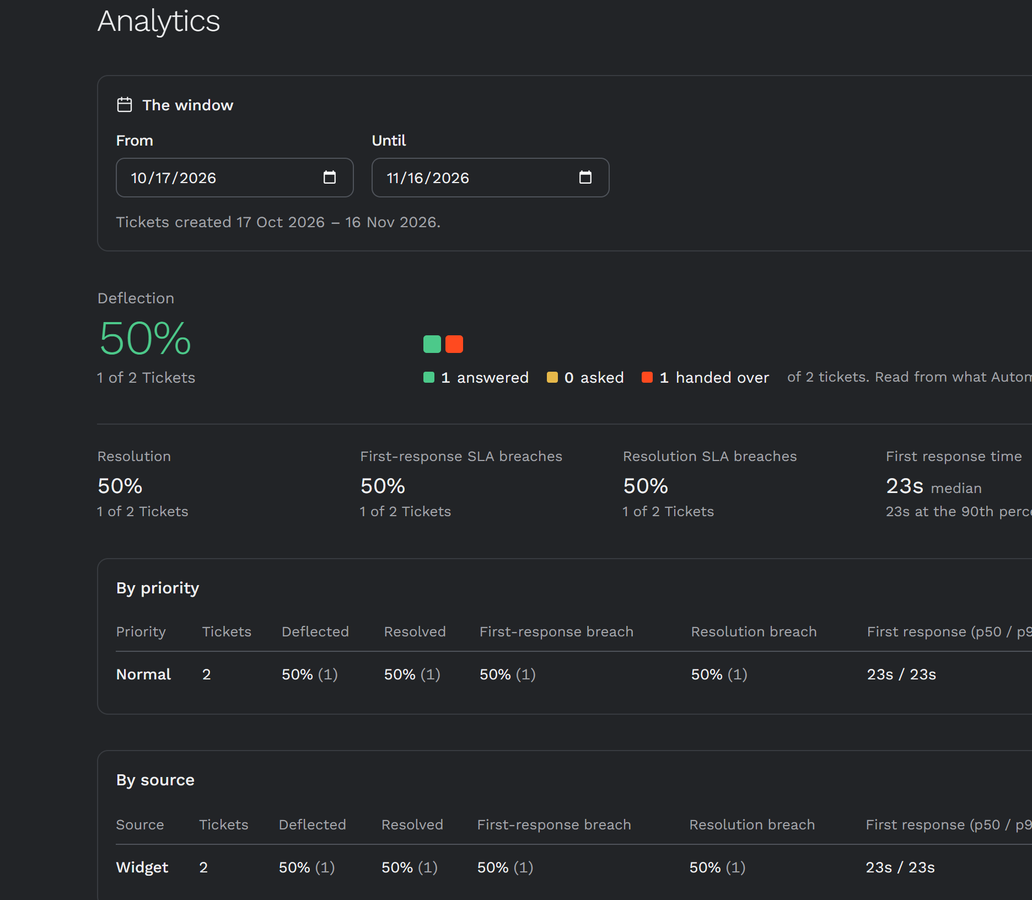 Analytics
The window
From Until
10/17/2026 11/16/2026
Tickets created 17 Oct 2026 – 16 Nov 2026.
Deflection
50%
1 of 2 Tickets
1 answered 0 asked 1 handed over of 2 tickets. Read from what
Resolution First-response SLA breaches Resolution SLA breaches First response time
50% 50% 50% 23s median
1 of 2 Tickets 1 of 2 Tickets 1 of 2 Tickets 23s at the 90th
By priority
Priority Tickets Deflected Resolved First-response breach Resolution breach First response (p50 /
Normal 2 50% (1) 50% (1) 50% (1) 50% (1) 23s / 23s
By source
Source Tickets Deflected Resolved First-response breach Resolution breach First response (p50 /
Widget 2 50% (1) 50% (1) 50% (1) 50% (1) 23s / 23s